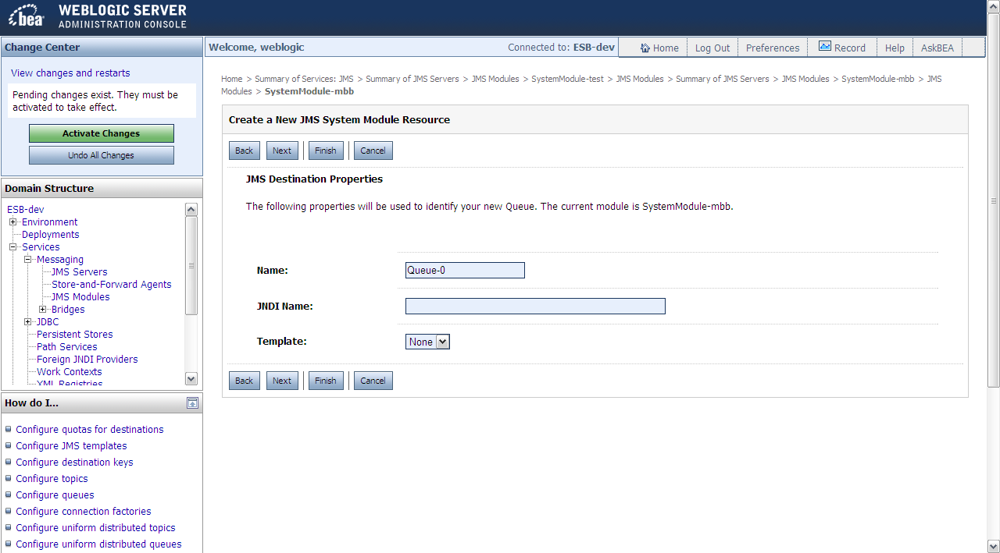 bea
WEBLOGIC SERVER
ADMINISTRATION CONSOLE
Change Center
View changes and restarts
Pending changes exist. They must be
activated to take effect.
Activate Changes
Undo All Changes
Domain Structure
ESB-dev
Environment
Deployments
Services
Messaging
JMS Servers
Store-and-Forward Agents
JMS Modules
Bridges
JDBC
Persistent Stores
Path Services
Foreign JNDI Providers
Work Contexts
XML Registries
How do I...
Configure quotas for destinations
Configure JMS templates
Configure destination keys
Configure topics
Configure queues
Configure connection factories
Configure uniform distributed topics
Configure uniform distributed queues
Welcome, weblogic
Connected to: ESB-dev
Home
Log Out
Preferences
Record
Help
AskBEA
Home > Summary of Services: JMS > Summary of JMS Servers > JMS Modules > SystemModule-test > JMS Modules > Summary of JMS Servers > JMS Modules > SystemModule-mbb > JMS
Modules > SystemModule-mbb
Create a New JMS System Module Resource
Back Next Finish Cancel
JMS Destination Properties
The following properties will be used to identify your new Queue. The current module is SystemModule-mbb.
Name: Queue-0
JNDI Name:
Template: None
Back Next Finish Cancel